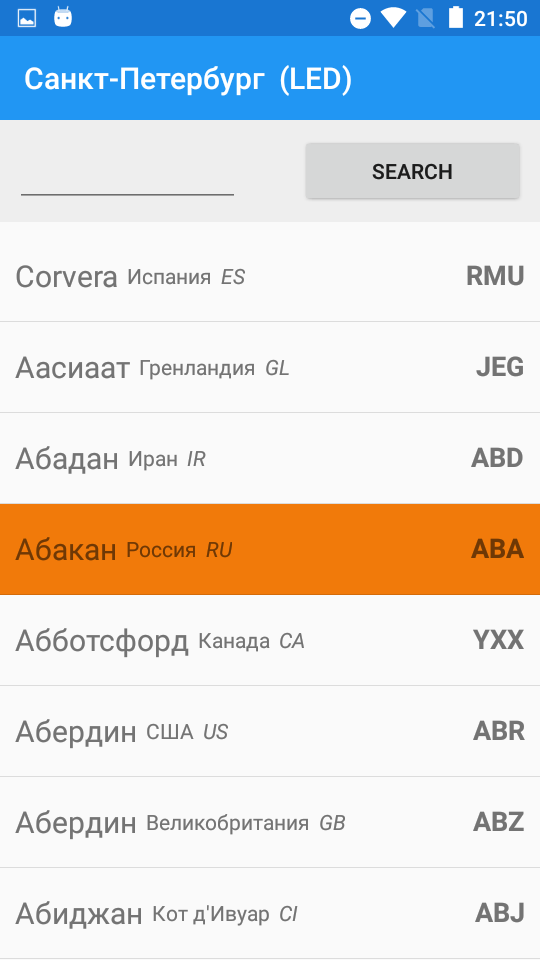 21:50
Санкт-Петербург (LED)
SEARCH
Corvera Испания ES RMU
Аасиаат Гренландия GL JEG
Абадан Иран IR ABD
Абакан Россия RU ABA
Абботсфорд Канада CA YXX
Абердин США US ABR
Абердин Великобритания GB ABZ
Абиджан Кот д'Ивуар CI ABJ